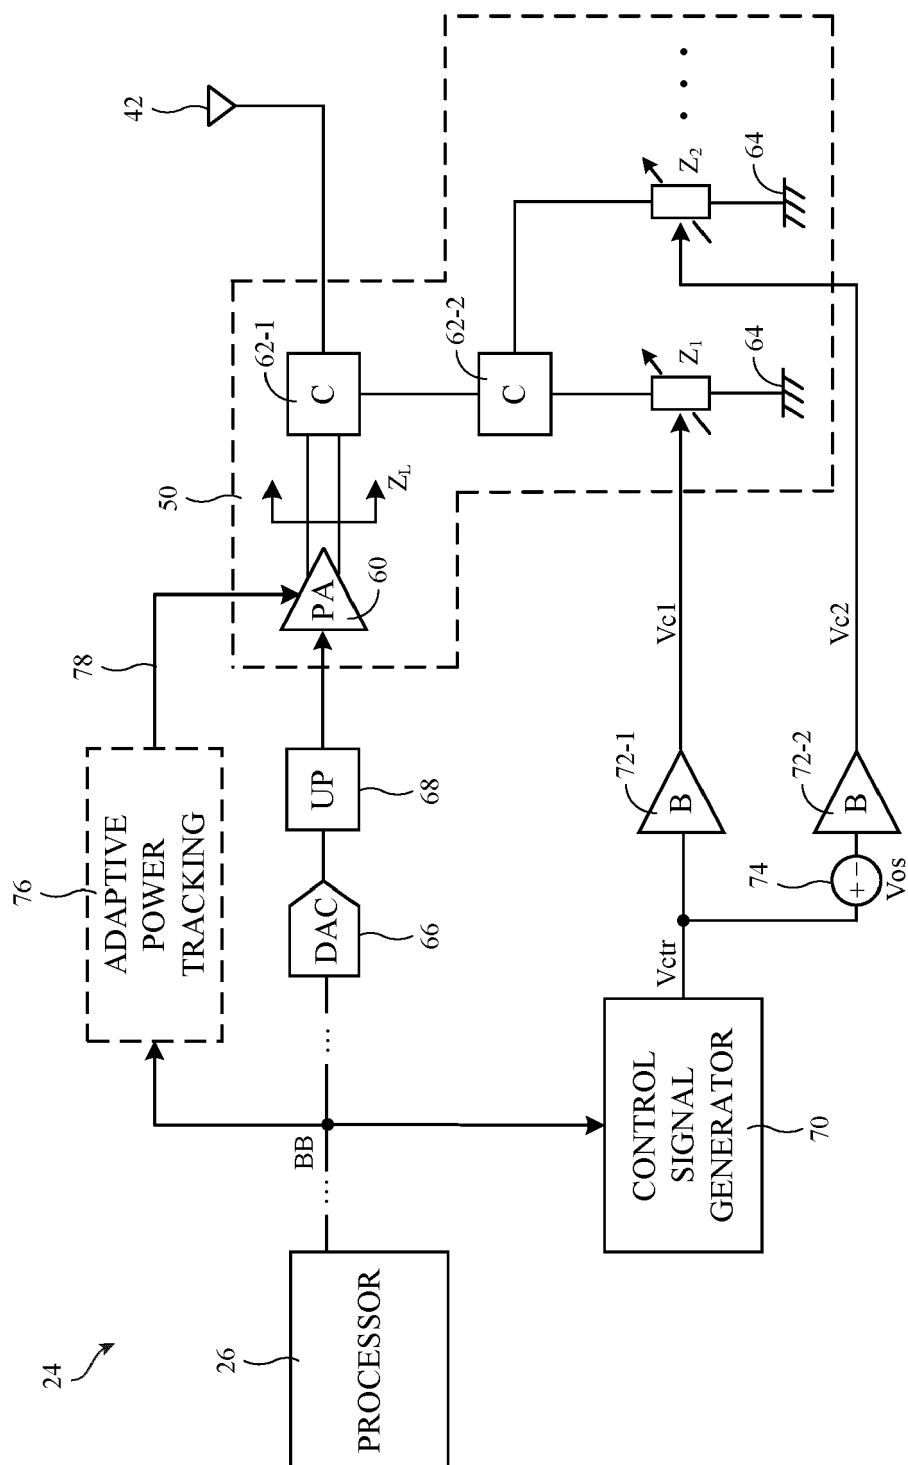 24
26
PROCESSOR
BB
76
ADAPTIVE
POWER
TRACKING
78
DAC
66
UP
68
50
PA
60
Z_L
62-1
C
42
62-2
C
Z₁
64
Z₂
64
• • •
CONTROL
SIGNAL
GENERATOR
70
Vctr
72-1
B
Vc1
74
+ −
Vos
72-2
B
Vc2